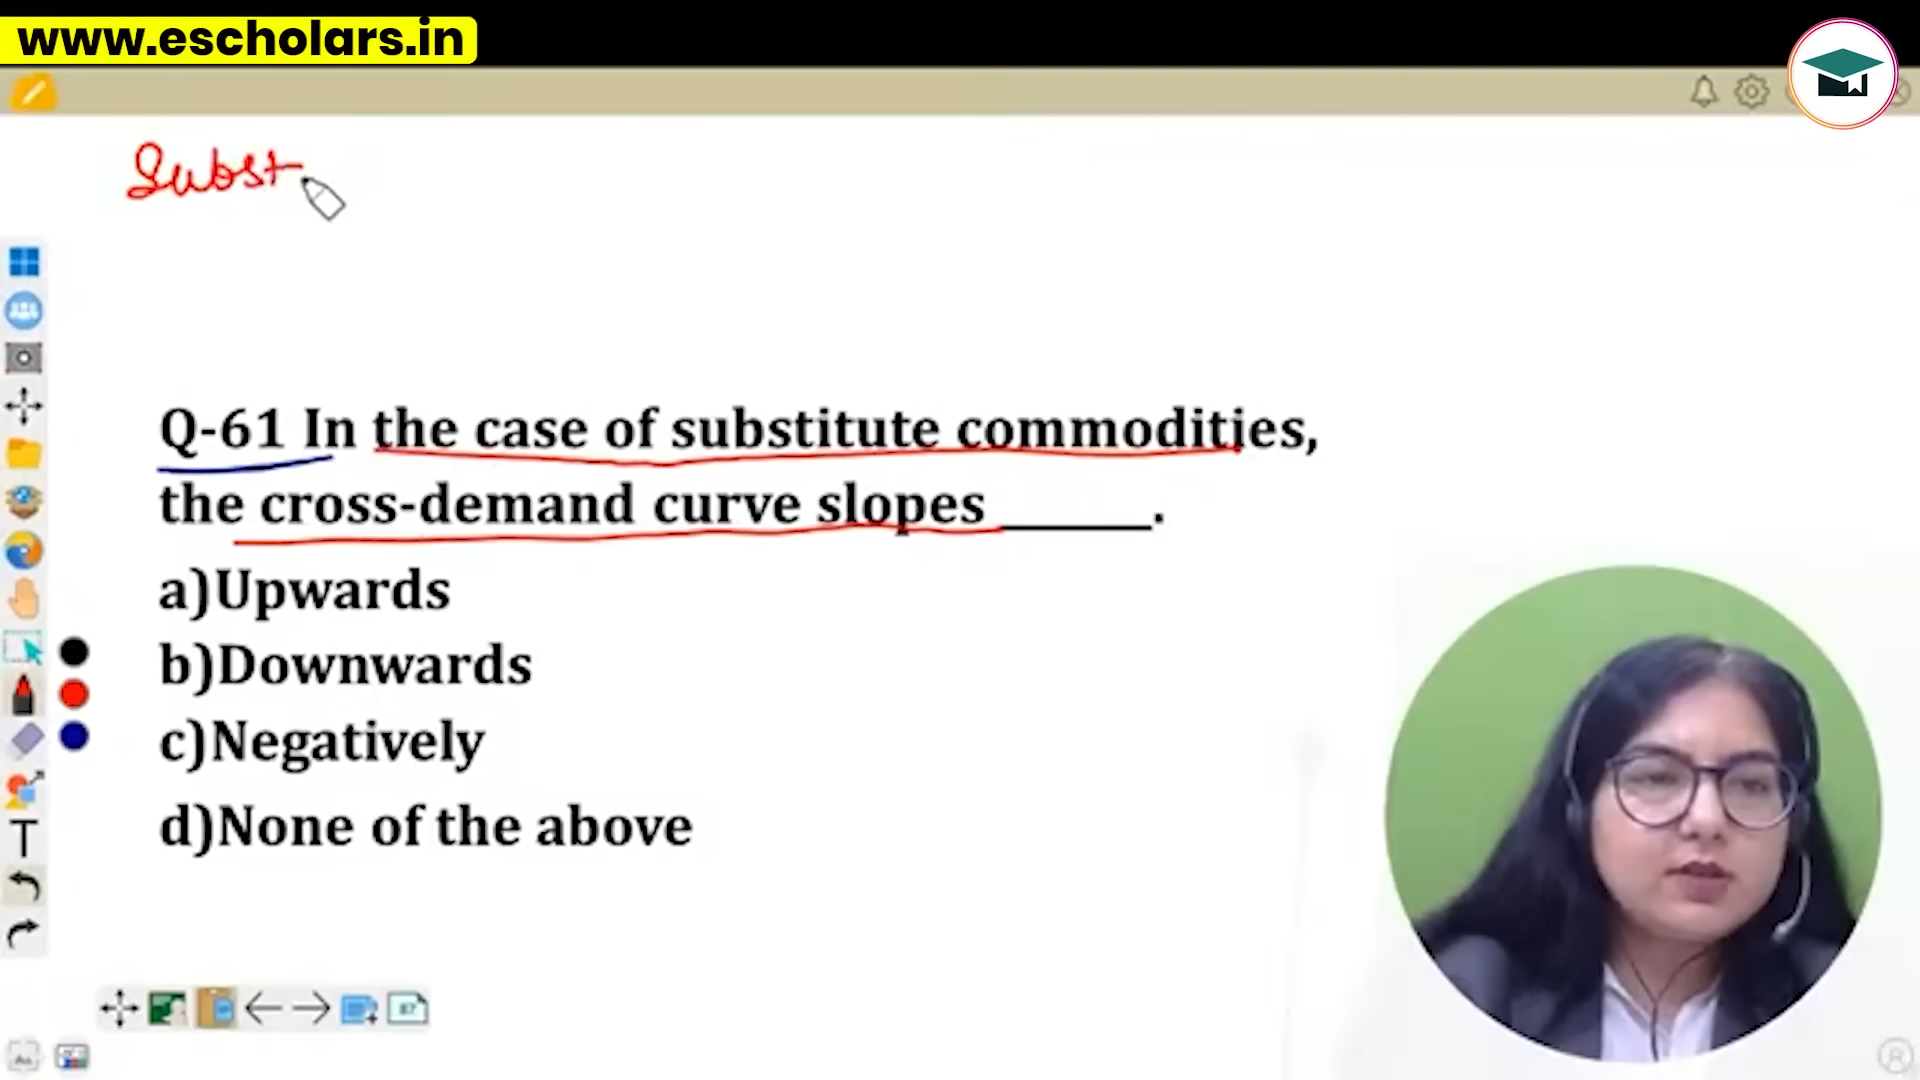 www.escholars.in
Subst
Q-61 In the case of substitute commodities,
the cross-demand curve slopes ______.
a)Upwards
b)Downwards
c)Negatively
d)None of the above
T
87